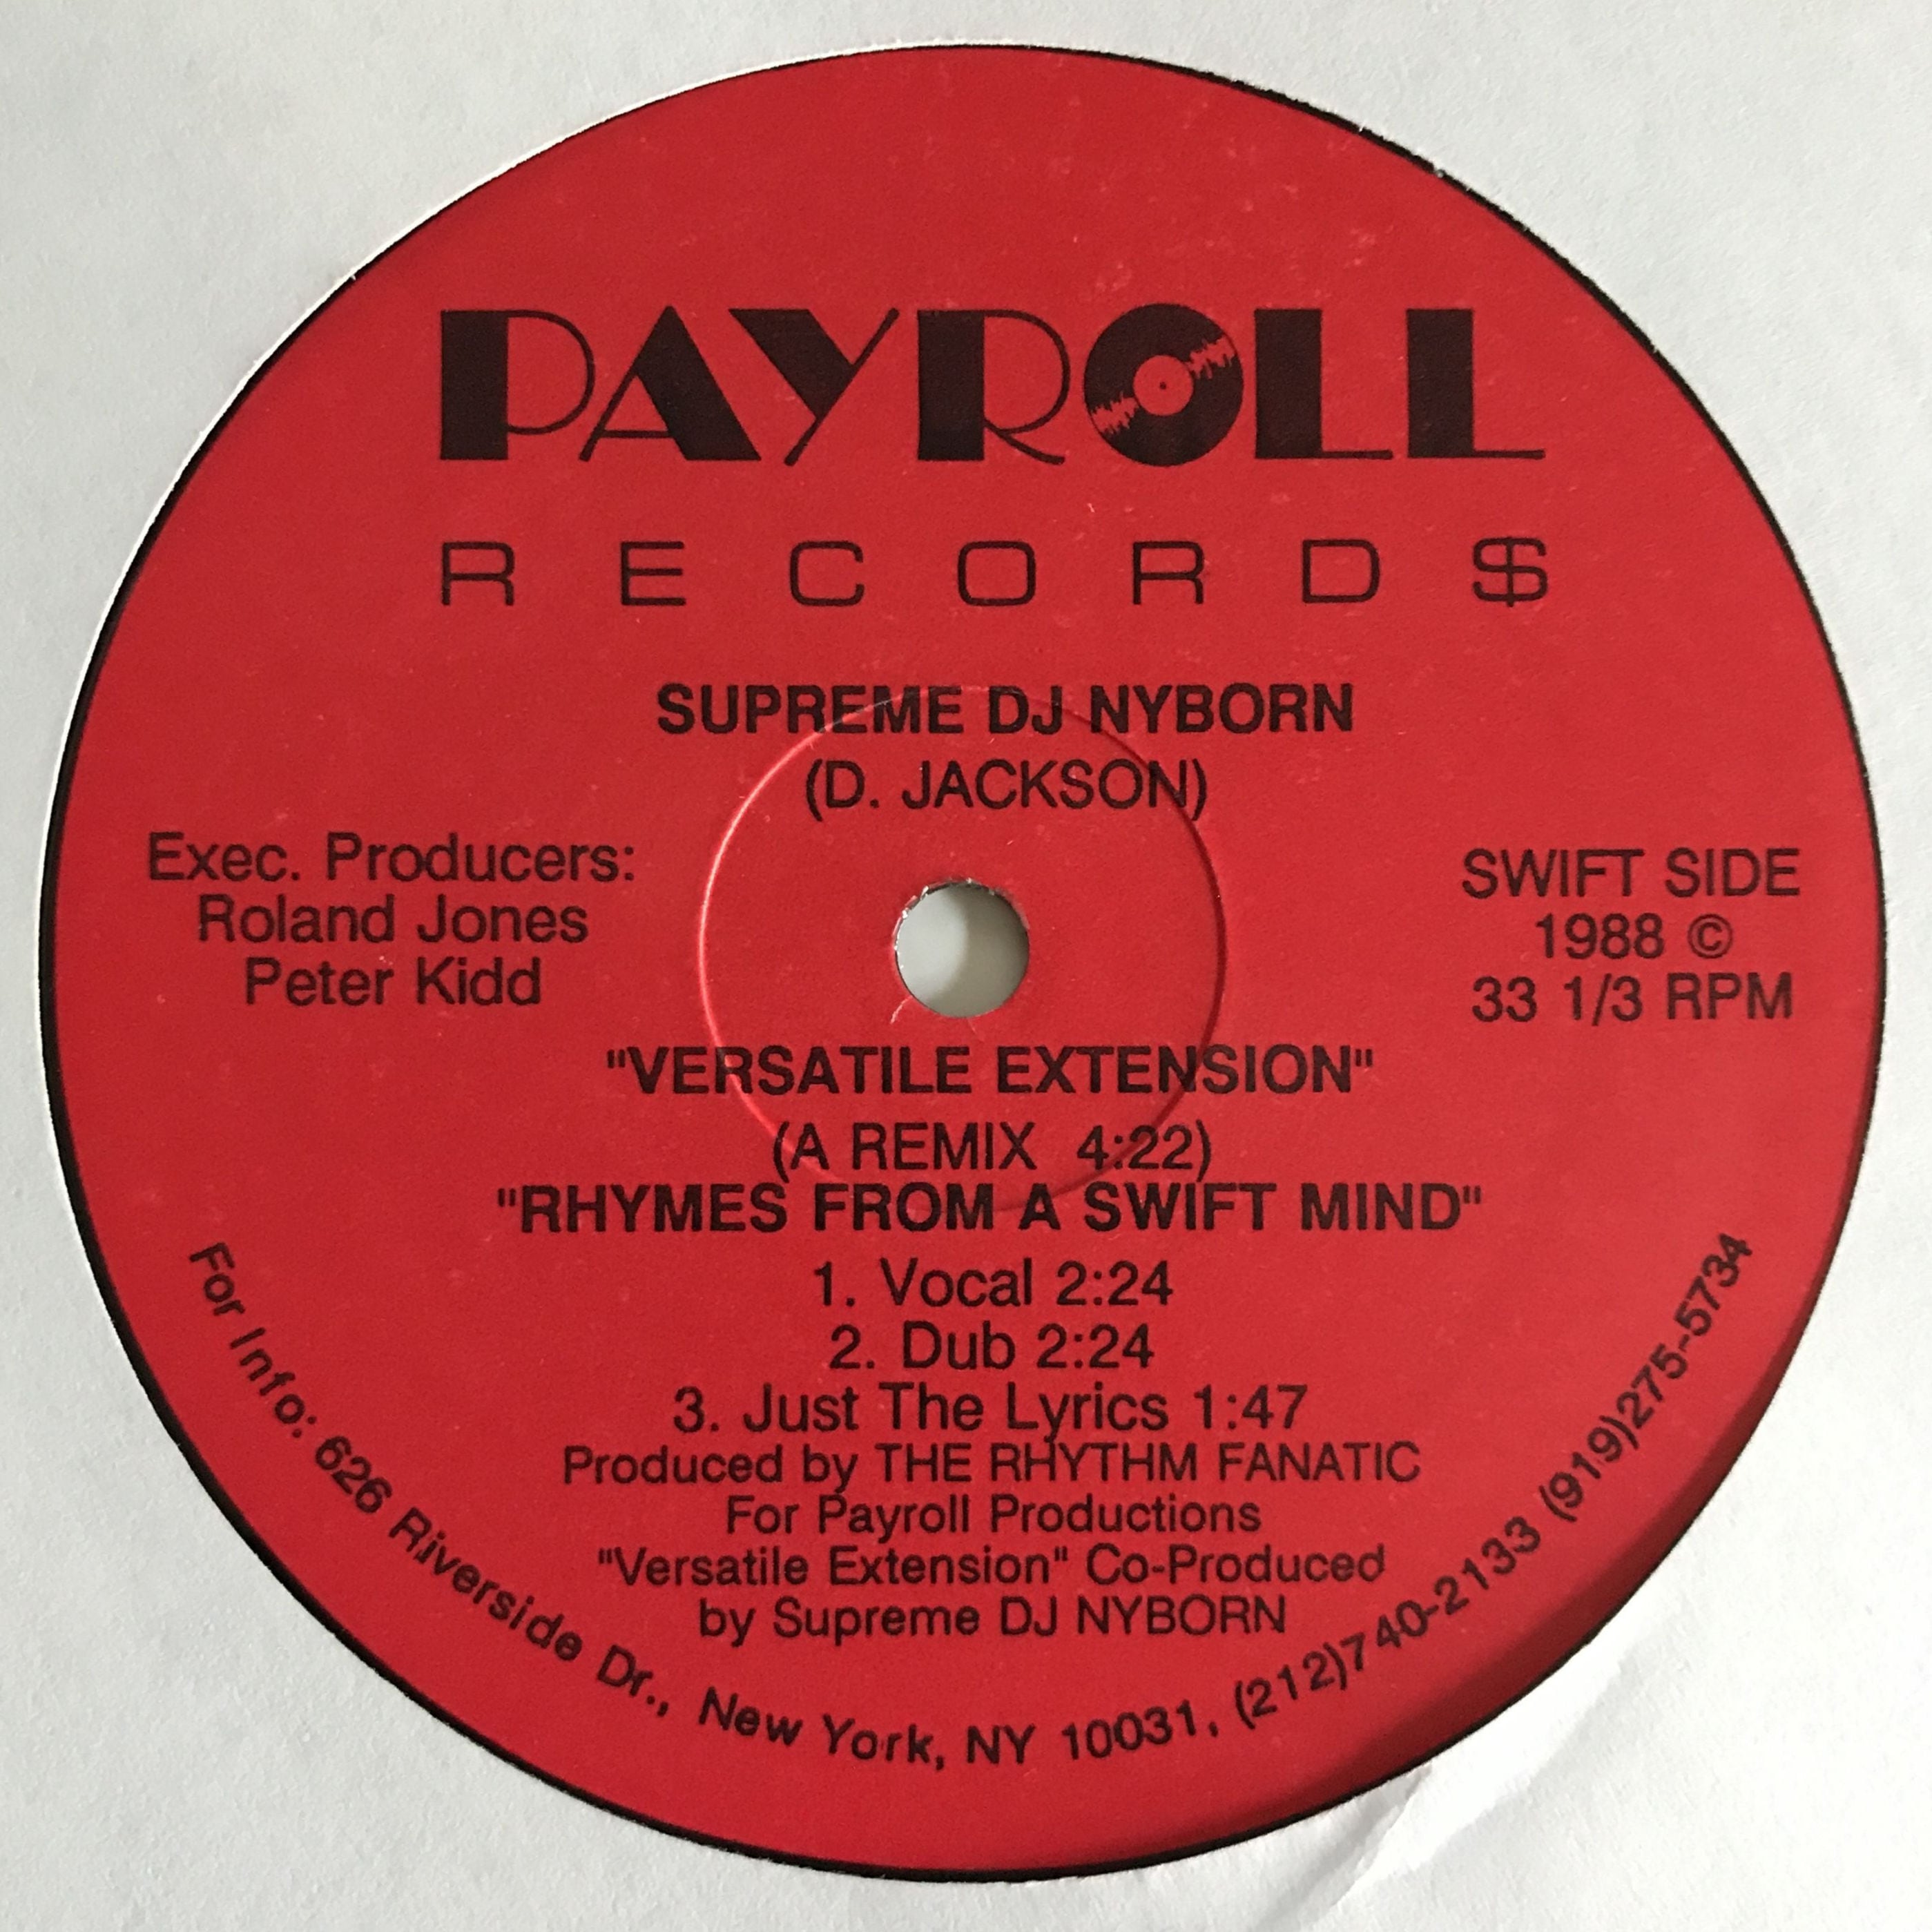 PAYROLL
RECORD$
SUPREME DJ NYBORN
(D. JACKSON)
Exec. Producers:
Roland Jones
Peter Kidd
SWIFT SIDE
1988 ©
33 1/3 RPM
"VERSATILE EXTENSION"
(A REMIX 4:22)
"RHYMES FROM A SWIFT MIND"
1. Vocal 2:24
2. Dub 2:24
3. Just The Lyrics 1:47
Produced by THE RHYTHM FANATIC
For Payroll Productions
"Versatile Extension" Co-Produced
by Supreme DJ NYBORN
For Info: 626 Riverside Dr., New York, NY 10031, (212)740-2133 (919)275-5734